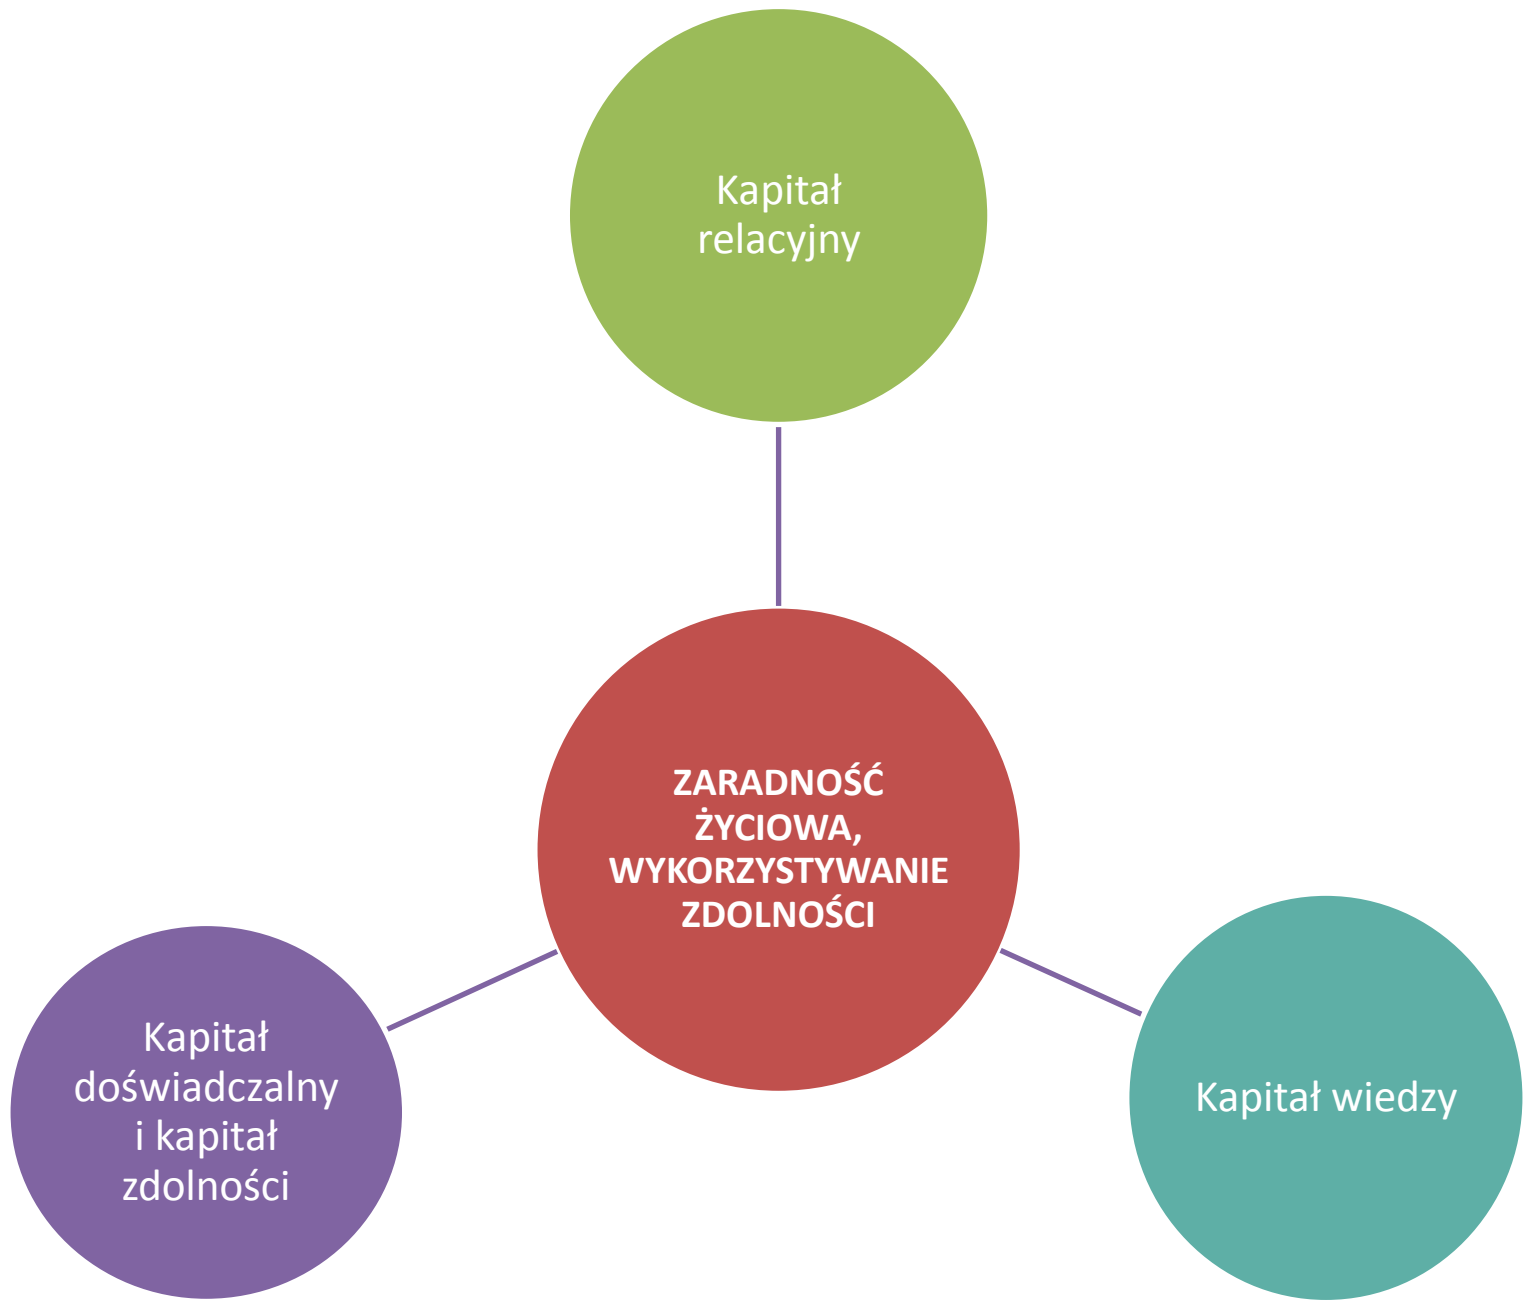 Kapitał
relacyjny
ZARADNOŚĆ
ŻYCIOWA,
WYKORZYSTYWANIE
ZDOLNOŚCI
Kapitał
doświadczalny
i kapitał
zdolności
Kapitał wiedzy